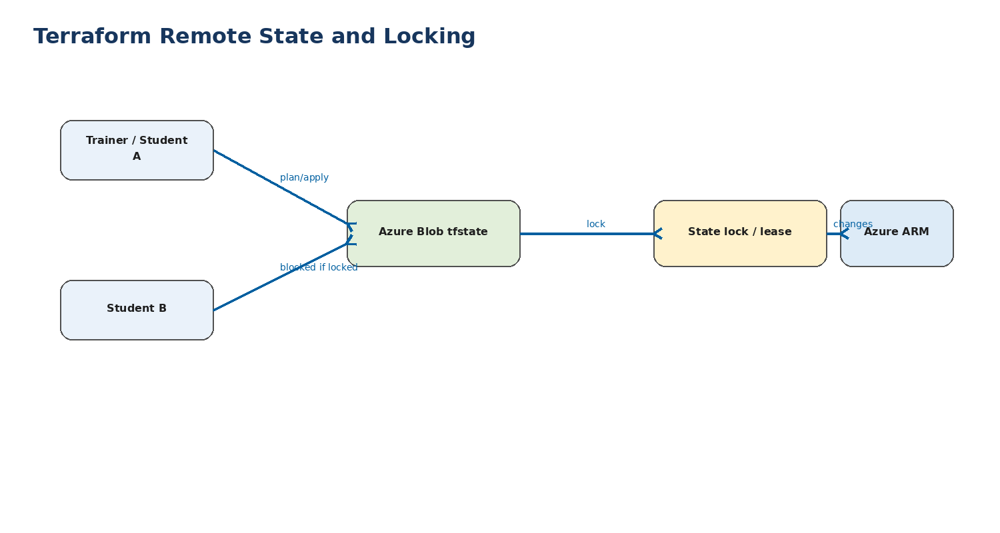 Terraform Remote State and Locking
Trainer / Student
A
plan/apply
Azure Blob tfstate
lock
State lock / lease
changes
Azure ARM
blocked if locked
Student B